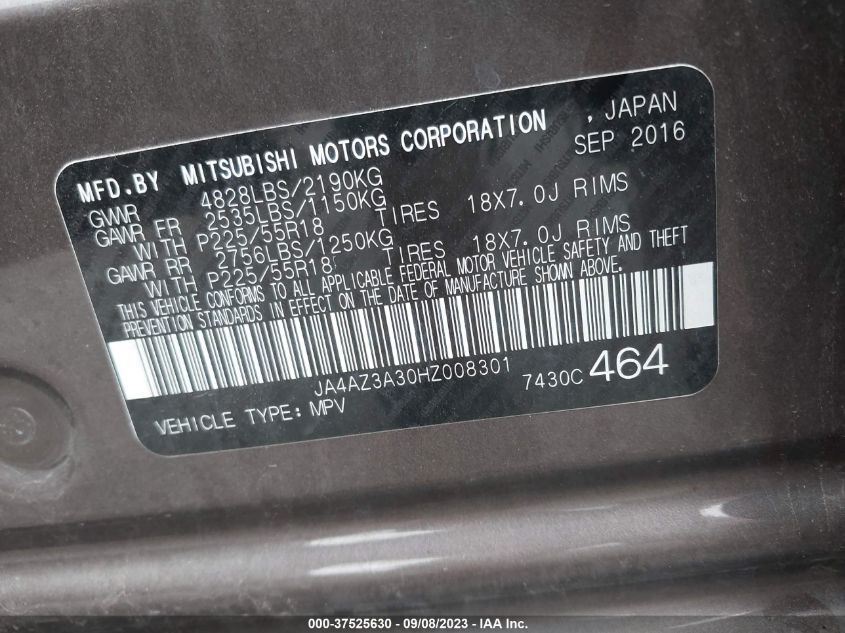 MFD.BY MITSUBISHI MOTORS CORPORATION , JAPAN
SEP 2016
GVWR 4828LBS/2190KG
GAWR FR 2535LBS/1150KG
WITH P225/55R18 TIRES 18X7.0J RIMS
GAWR RR 2756LBS/1250KG
WITH P225/55R18 TIRES 18X7.0J RIMS
THIS VEHICLE CONFORMS TO ALL APPLICABLE FEDERAL MOTOR VEHICLE SAFETY AND THEFT
PREVENTION STANDARDS IN EFFECT ON THE DATE OF MANUFACTURE SHOWN ABOVE.
JA4AZ3A30HZ008301
VEHICLE TYPE: MPV 7430C 464
000-37525630 - 09/08/2023 - IAA Inc.